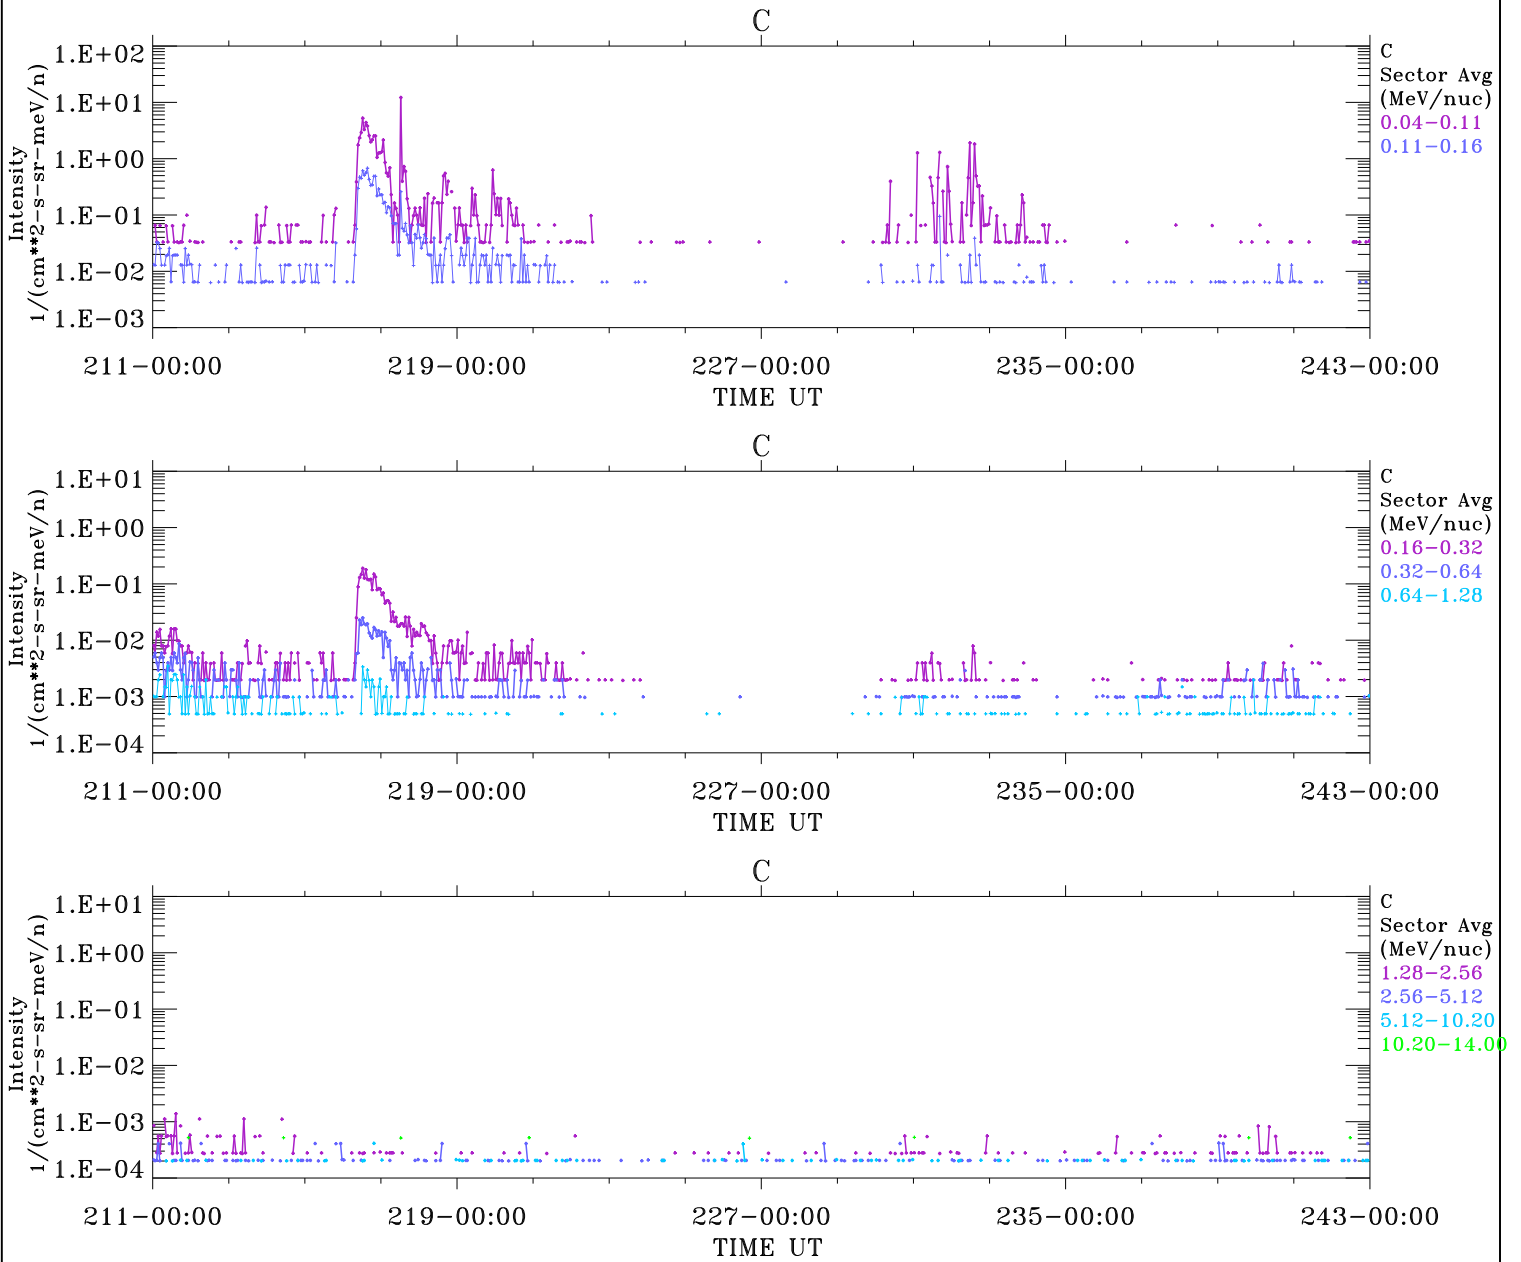 C
1.E+02
1.E+01
1.E+00
1.E-01
1.E-02
1.E-03
Intensity
1/(cm**2-s-sr-meV/n)
211-00:00 219-00:00 227-00:00 235-00:00 243-00:00
TIME UT
C
Sector Avg
(MeV/nuc)
0.04-0.11
0.11-0.16
C
1.E+01
1.E+00
1.E-01
1.E-02
1.E-03
1.E-04
Intensity
1/(cm**2-s-sr-meV/n)
211-00:00 219-00:00 227-00:00 235-00:00 243-00:00
TIME UT
C
Sector Avg
(MeV/nuc)
0.16-0.32
0.32-0.64
0.64-1.28
C
1.E+01
1.E+00
1.E-01
1.E-02
1.E-03
1.E-04
Intensity
1/(cm**2-s-sr-meV/n)
211-00:00 219-00:00 227-00:00 235-00:00 243-00:00
TIME UT
C
Sector Avg
(MeV/nuc)
1.28-2.56
2.56-5.12
5.12-10.20
10.20-14.00